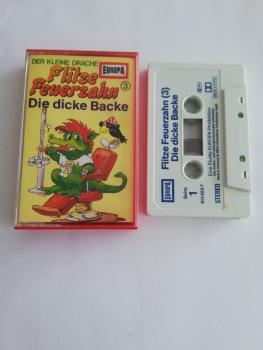 DER KLEINE DRACHE
EUROPA
Flitze
Feuerzahn
3
Die dicke Backe
EUROPA
Seite
1
Flitze Feuerzahn (3)
Die dicke Backe
STEREO